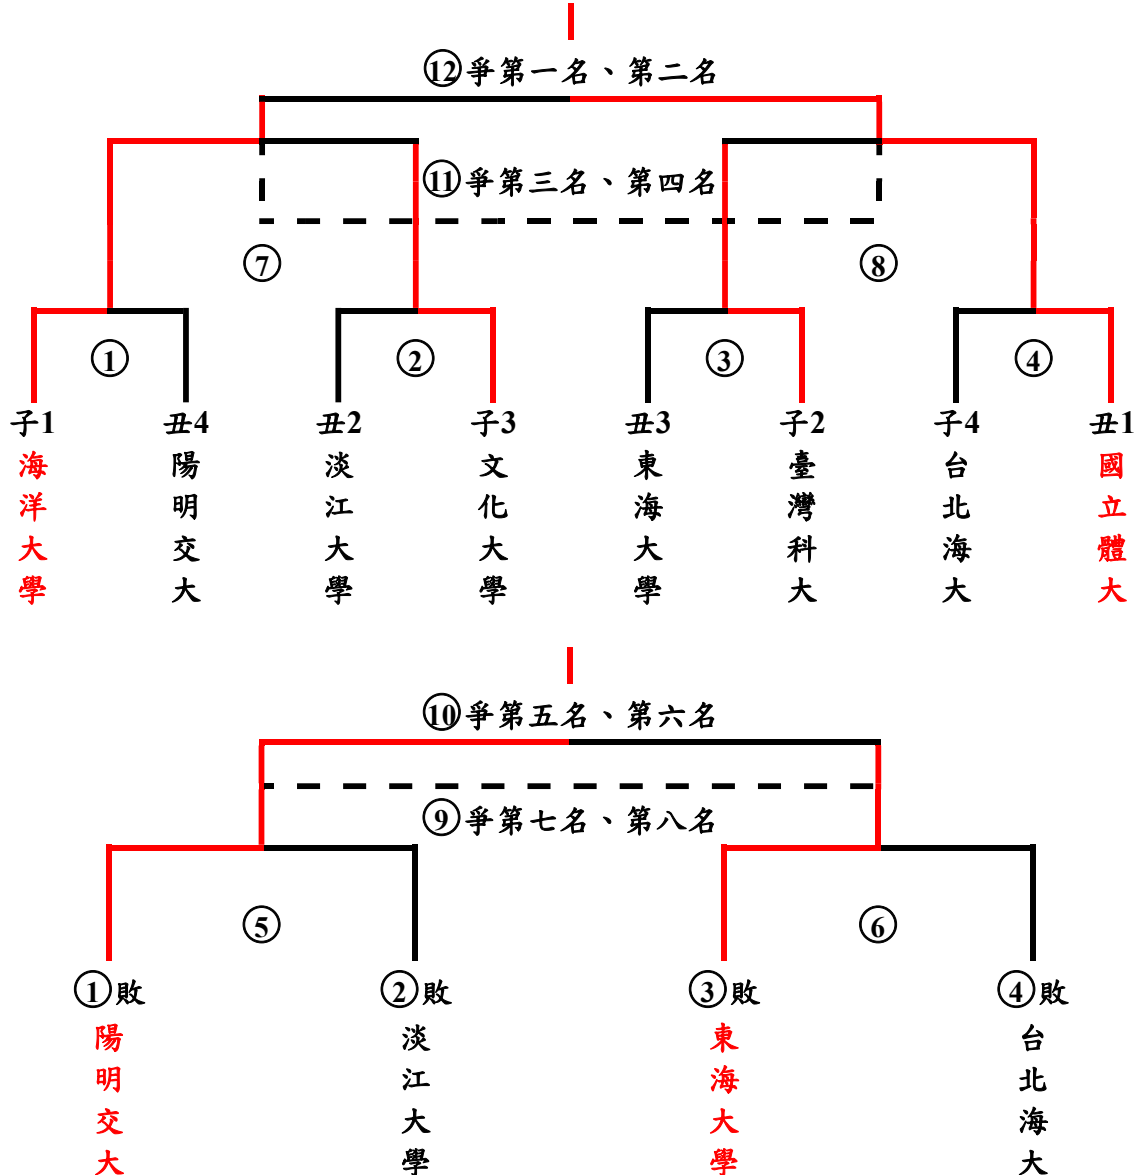 ⑫爭第一名、第二名
⑪爭第三名、第四名
⑦
⑧
①
②
③
④
子1
丑4
丑2
子3
丑3
子2
子4
丑1
海洋大學
陽明交大
淡江大學
文化大學
東海大學
臺灣科大
台北海大
國立體大
⑩爭第五名、第六名
⑨爭第七名、第八名
⑤
⑥
①敗
②敗
③敗
④敗
陽明交大
淡江大學
東海大學
台北海大